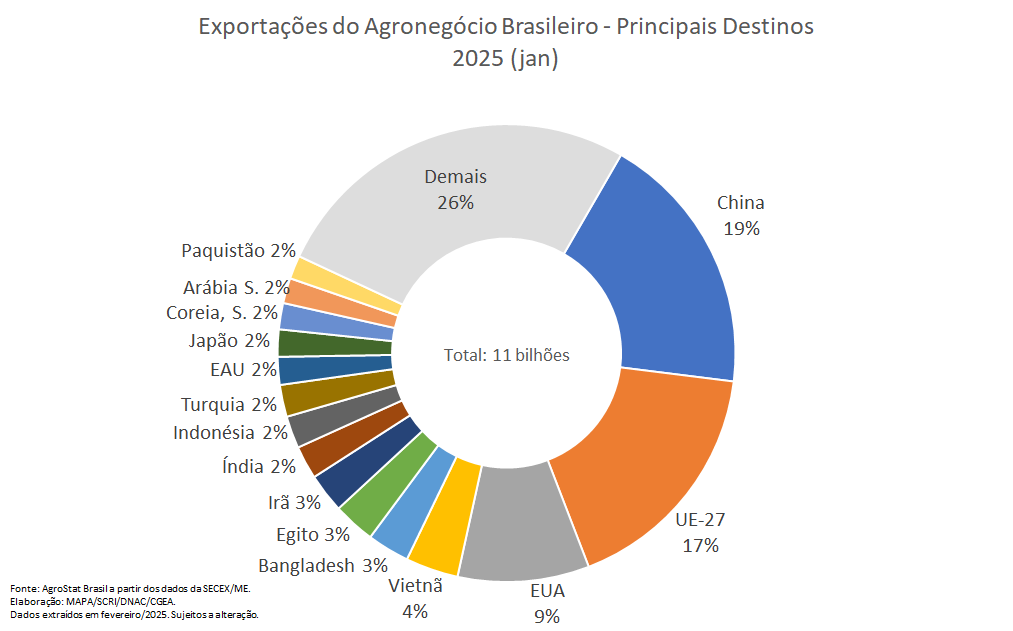 Exportações do Agronegócio Brasileiro - Principais Destinos
2025 (jan)
Demais
26%
China
19%
Paquistão 2%
Arábia S. 2%
Coreia, S. 2%
Japão 2%
Total: 11 bilhões
EAU 2%
Turquia 2%
Indonésia 2%
Índia 2%
Irã 3%
UE-27
17%
Egito 3%
Bangladesh 3%
Vietnã
4%
EUA
9%
Fonte: AgroStat Brasil a partir dos dados da SECEX/ME.
Elaboração: MAPA/SCRI/DNAC/CGEA.
Dados extraídos em fevereiro/2025. Sujeitos a alteração.